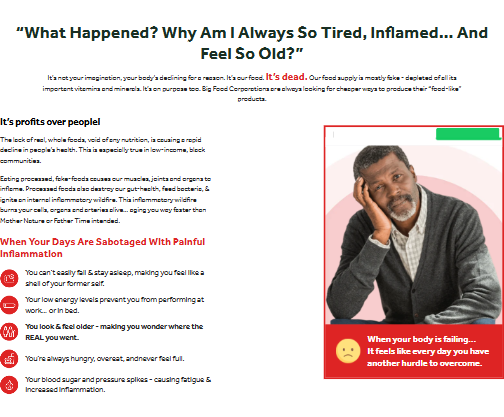 “What Happened? Why Am I Always So Tired, Inflamed... And
Feel So Old?”
It's not your imagination, your body's declining for a reason. It's our food. It's dead. Our food supply is mostly fake - depleted of all its
important vitamins and minerals. It's on purpose too. Big Food Corporations are always looking for cheaper ways to produce their “food-like”
products.
It's profits over people!
The lack of real, whole foods, void of any nutrition, is causing a rapid
decline in people's health. This is especially true in low-income, black
communities.
Eating processed, fake-foods causes our muscles, joints and organs to
inflame. Processed foods also destroy our gut-health, feed bacteria, &
ignite an internal inflammatory wildfire. This inflammatory wildfire
burns your cells, organs and arteries alive... aging you way faster than
Mother Nature or Father Time intended.
When Your Days Are Sabotaged With Painful
Inflammation
You can't easily fall & stay asleep, making you feel like a
shell of your former self.
Your low energy levels prevent you from performing at
work... or in bed.
You look & feel older - making you wonder where the
REAL you went.
You're always hungry, overeat, andnever feel full.
Your blood sugar and pressure spikes - causing fatigue &
increased inflammation.
When your body is failing...
It feels like every day you have
another hurdle to overcome.